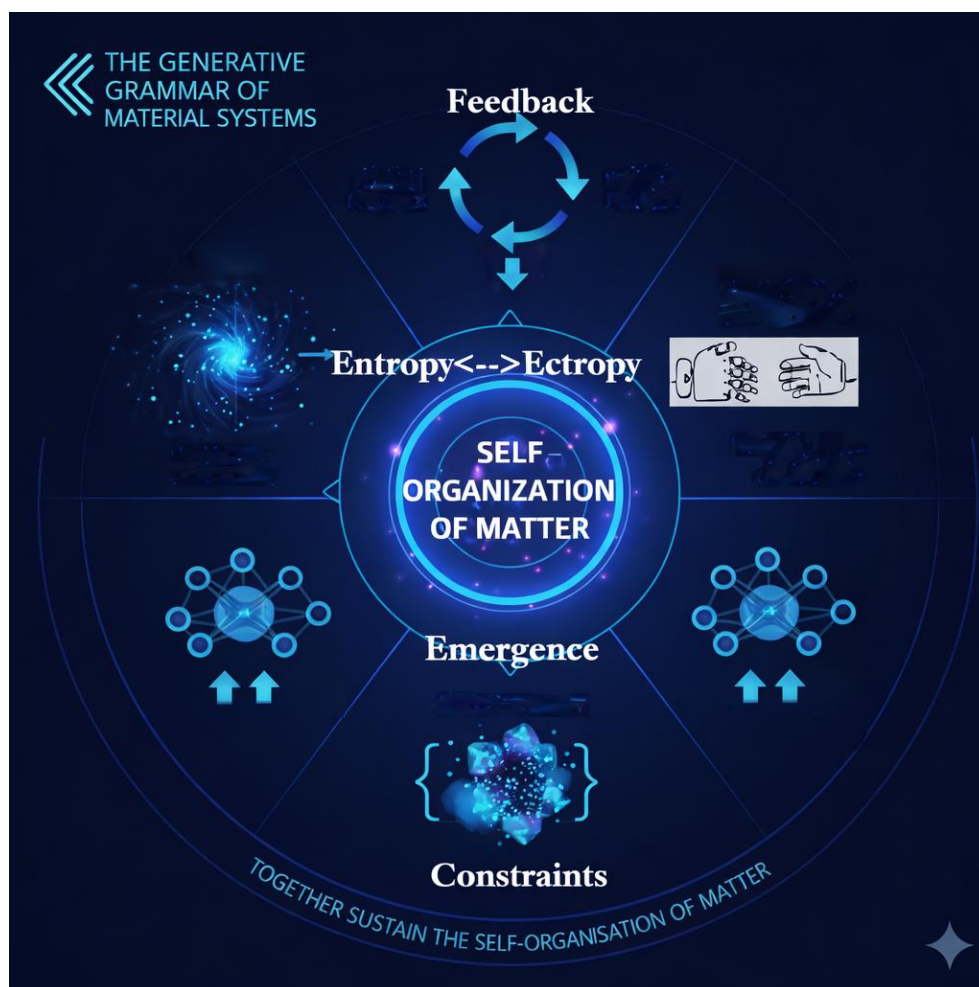 THE GENERATIVE
GRAMMAR OF
MATERIAL SYSTEMS
Feedback
Entropy<-->Ectropy
SELF-
ORGANIZATION
OF MATTER
Emergence
Constraints
TOGETHER SUSTAIN THE SELF-ORGANISATION OF MATTER